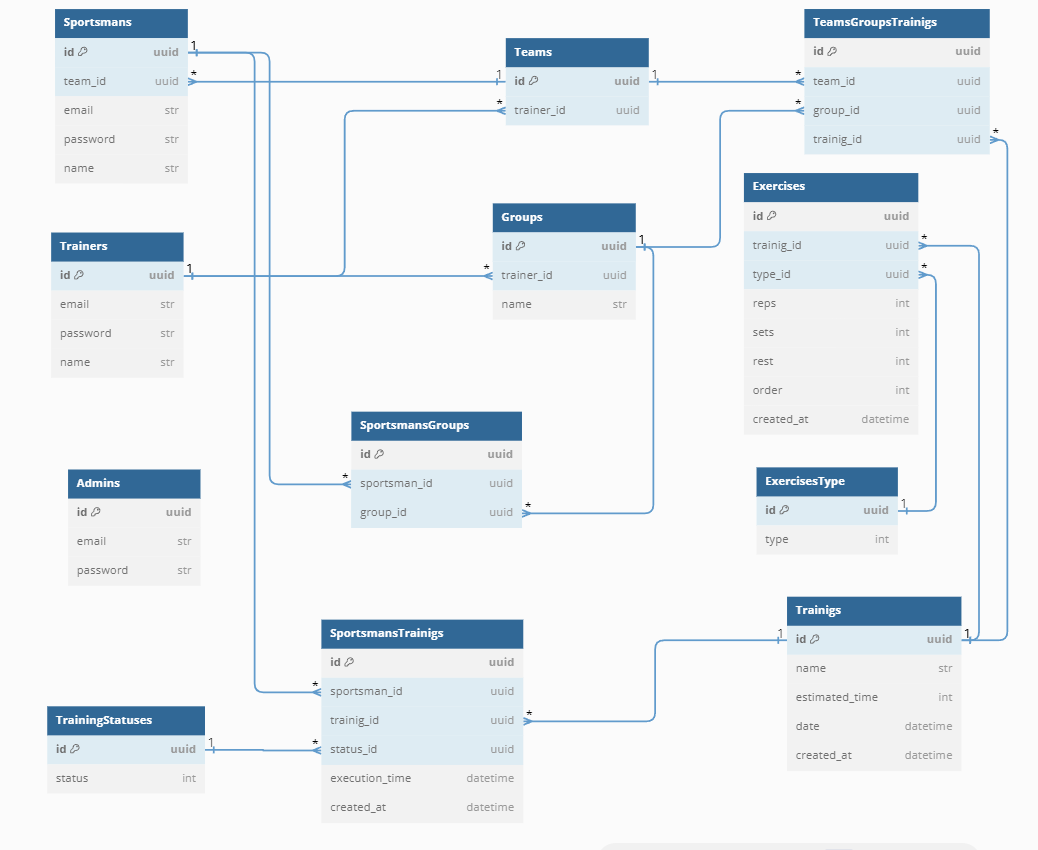 Sportsmans
id uuid
team_id uuid
email str
password str
name str
Teams
id uuid
trainer_id uuid
TeamsGroupsTrainigs
id uuid
team_id uuid
group_id uuid
trainig_id uuid
Trainers
id uuid
email str
password str
name str
Groups
id uuid
trainer_id uuid
name str
Exercises
id uuid
trainig_id uuid
type_id uuid
reps int
sets int
rest int
order int
created_at datetime
SportsmansGroups
id uuid
sportsman_id uuid
group_id uuid
Admins
id uuid
email str
password str
ExercisesType
id uuid
type int
SportsmansTrainigs
id uuid
sportsman_id uuid
trainig_id uuid
status_id uuid
execution_time datetime
created_at datetime
Trainigs
id uuid
name str
estimated_time int
date datetime
created_at datetime
TrainingStatuses
id uuid
status int
1
*
1
*
1
*
*
*
1
*
1
*
*
*
*
1
1
1
*
*
1
*